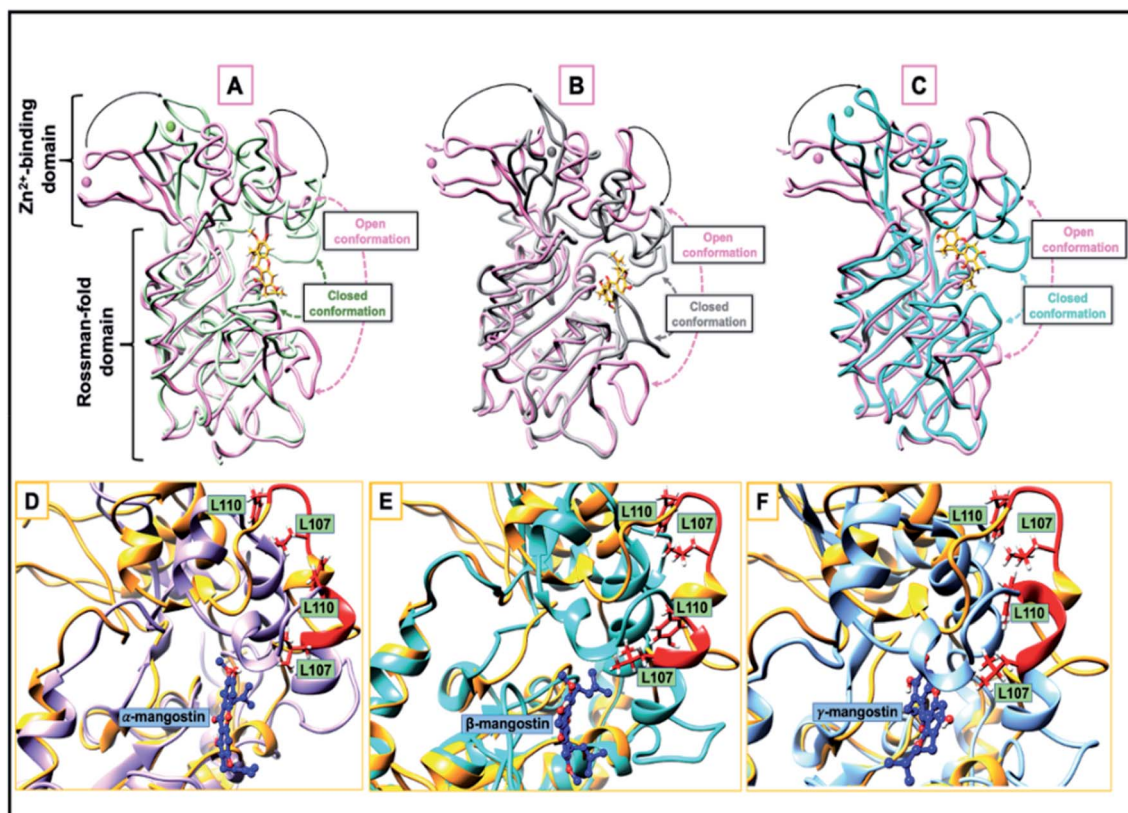 A
B
C
Zn²⁺-binding
domain
Rossman-fold
domain
Open
conformation
Closed
conformation
Open
conformation
Closed
conformation
Open
conformation
Closed
conformation
D
L110
L107
L110
L107
α-mangostin
E
L110
L107
L110
L107
β-mangostin
F
L110
L107
L110
L107
γ-mangostin